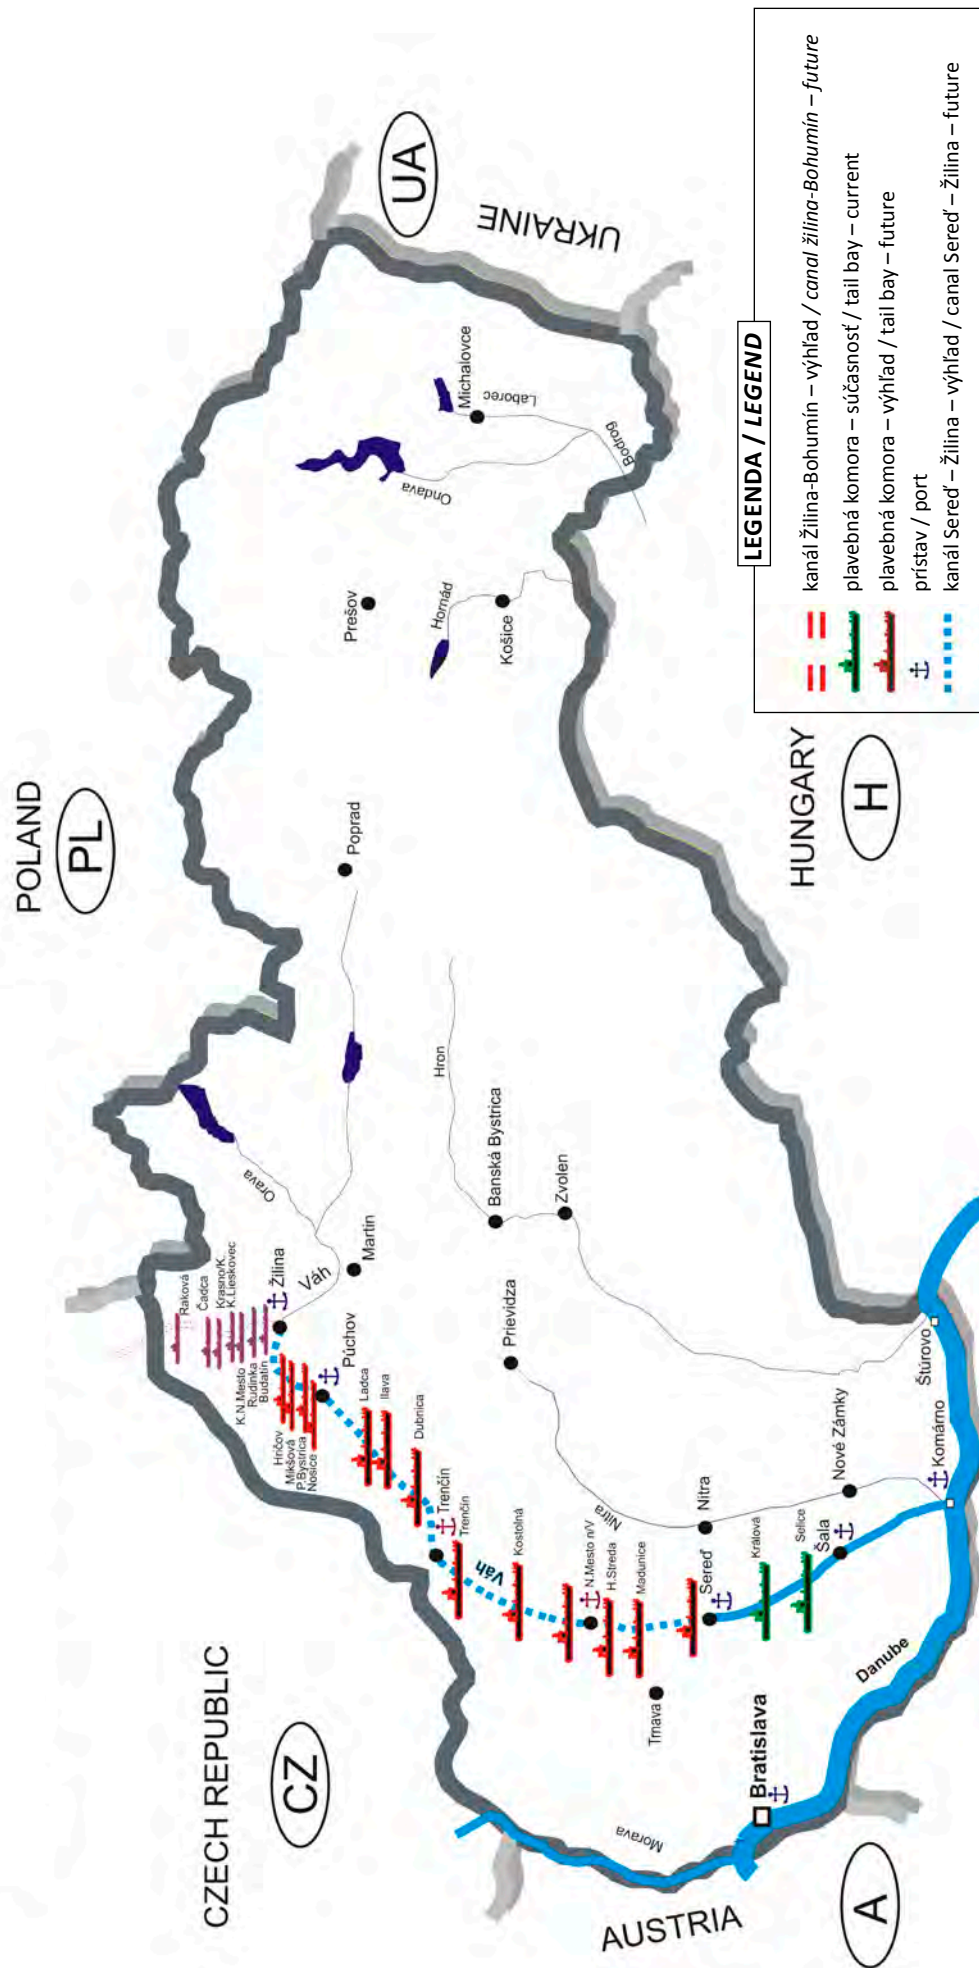 POLAND
PL
CZECH REPUBLIC
CZ
AUSTRIA
A
HUNGARY
H
UKRAINE
UA
Raková
Čadca
Krasno/K.
K.Lieskovec
K.N.Mesto
Rudinka
Budatín
Žilina
Váh
Martin
Orava
Poprad
Hričov
Mikšová
P.Bystrica
Nosice
Púchov
Ladca
Ilava
Dubnica
Trenčín
Trenčín
Kostolná
Váh
N.Mesto n/V
H.Streda
Madunice
Trnava
Sereď
Kráľová
Selice
Šaľa
Nitra
Nitra
Nové Zámky
Prievidza
Komárno
Štúrovo
Hron
Banská Bystrica
Zvolen
Prešov
Hornád
Košice
Ondava
Michalovce
Laborec
Bodrog
Morava
Bratislava
Danube
LEGENDA / LEGEND
kanál Žilina-Bohumín – výhľad / canal žilina-Bohumín – future
plavebná komora – súčasnosť / tail bay – current
plavebná komora – výhľad / tail bay – future
prístav / port
kanál Sereď – Žilina – výhľad / canal Sereď – Žilina – future